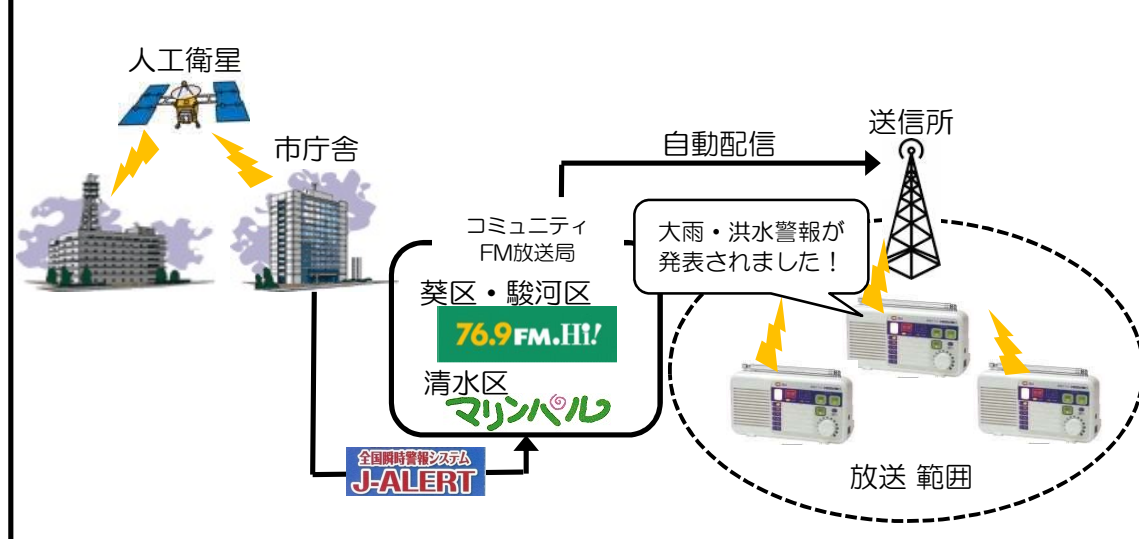 人工衛星
市庁舎
自動配信
送信所
コミュニティ
FM放送局
大雨・洪水警報が
発表されました！
葵区・駿河区
76.9 FM.Hi!
清水区
マリンパル
全国瞬時警報システム
J-ALERT
放送 範囲